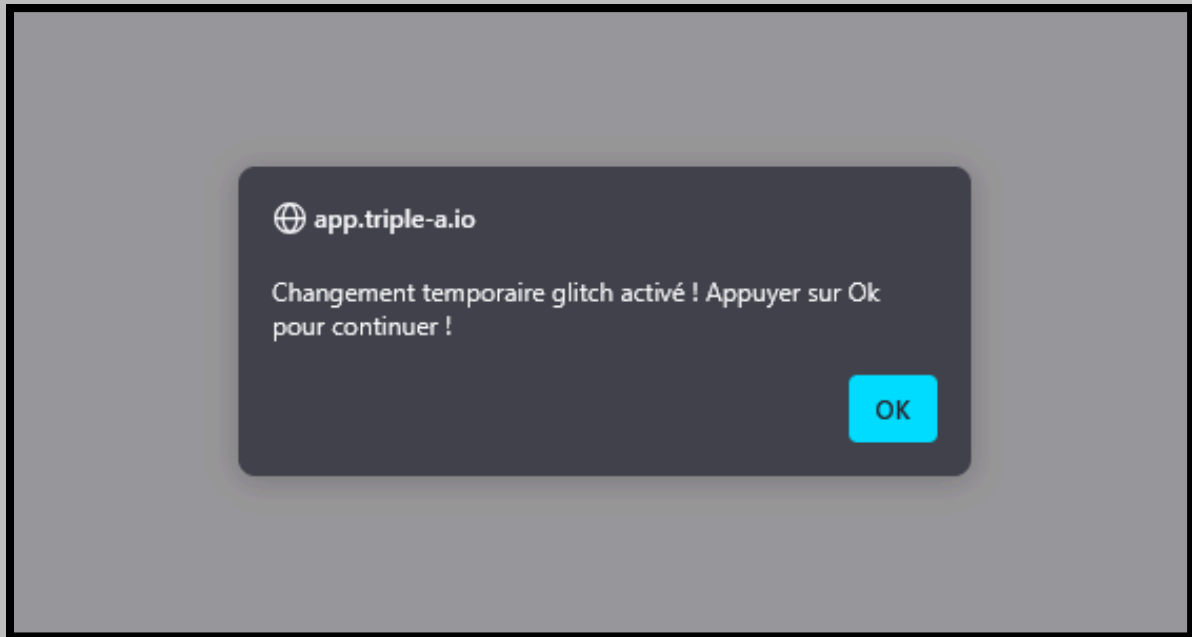 app.triple-a.io
Changement temporaire glitch activé ! Appuyer sur Ok
pour continuer !
OK